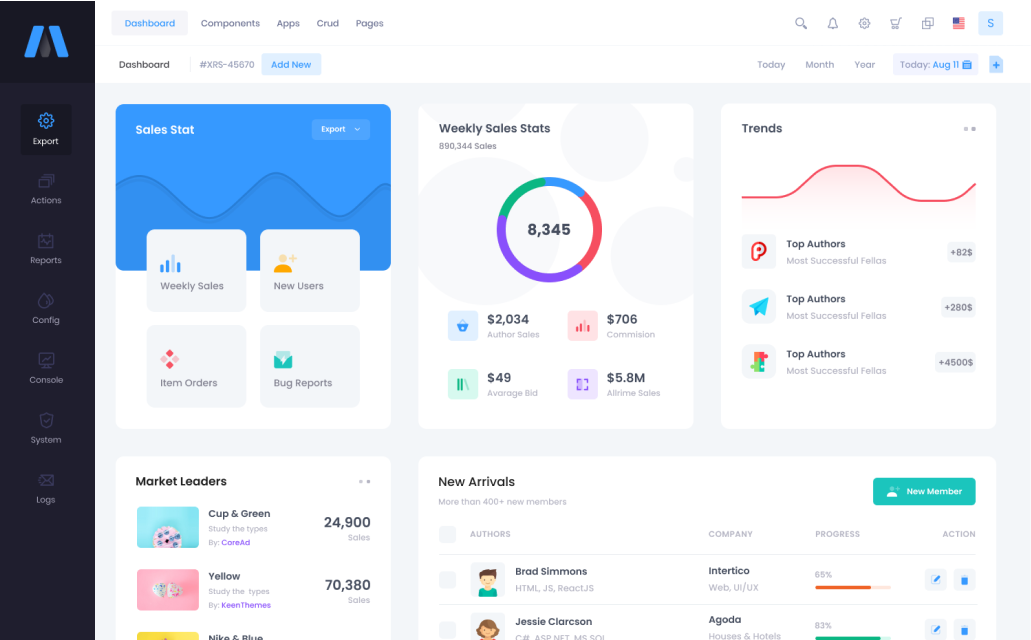 Dashboard Components Apps Crud Pages
S
Dashboard #XRS-45670 Add New
Today Month Year Today: Aug 11
Export
Actions
Reports
Config
Console
System
Logs
Sales Stat
Export
Weekly Sales
New Users
Item Orders
Bug Reports
Weekly Sales Stats
890,344 Sales
8,345
$2,034
Author Sales
$706
Commision
$49
Avarage Bid
$5.8M
Allrime Sales
Trends
Top Authors
Most Successful Fellas
+82$
Top Authors
Most Successful Fellas
+280$
Top Authors
Most Successful Fellas
+4500$
Market Leaders
Cup & Green
Study the types
By: CoreAd
24,900
Sales
Yellow
Study the types
By: KeenThemes
70,380
Sales
Nike & Blue
New Arrivals
More than 400+ new members
New Member
AUTHORS COMPANY PROGRESS ACTION
Brad Simmons
HTML, JS, ReactJS
Intertico
Web, UI/UX
65%
Jessie Clarcson
C#, ASP.NET, MS SQL
Agoda
Houses & Hotels
83%